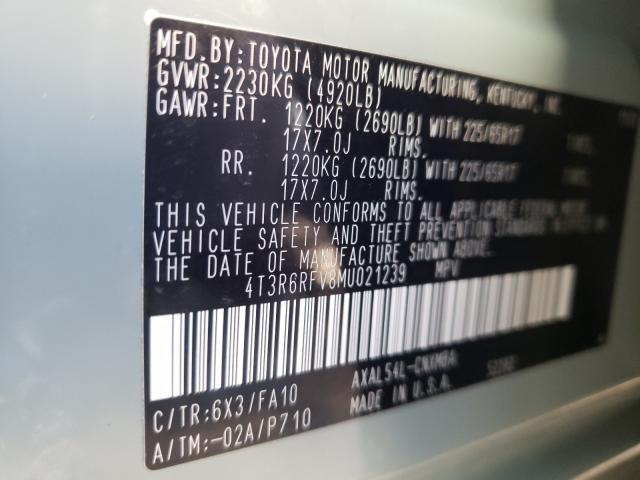 MFD.BY:TOYOTA MOTOR MANUFACTURING, KENTUCKY, INC.
GVWR:2230KG (4920LB)
GAWR:FRT. 1220KG (2690LB) WITH 225/65R17
17X7.0J RIMS.
RR. 1220KG (2690LB) WITH 225/65R17
17X7.0J RIMS.
THIS VEHICLE CONFORMS TO ALL APPLICABLE FEDERAL MOTOR
VEHICLE SAFETY AND THEFT PREVENTION STANDARDS IN EFFECT ON
THE DATE OF MANUFACTURE SHOWN ABOVE.
4T3R6RFV8MU021239 MPV
C/TR:6X3/FA10 AXAL54L-CNXMBA
A/TM:-02A/P710 MADE IN U.S.A.